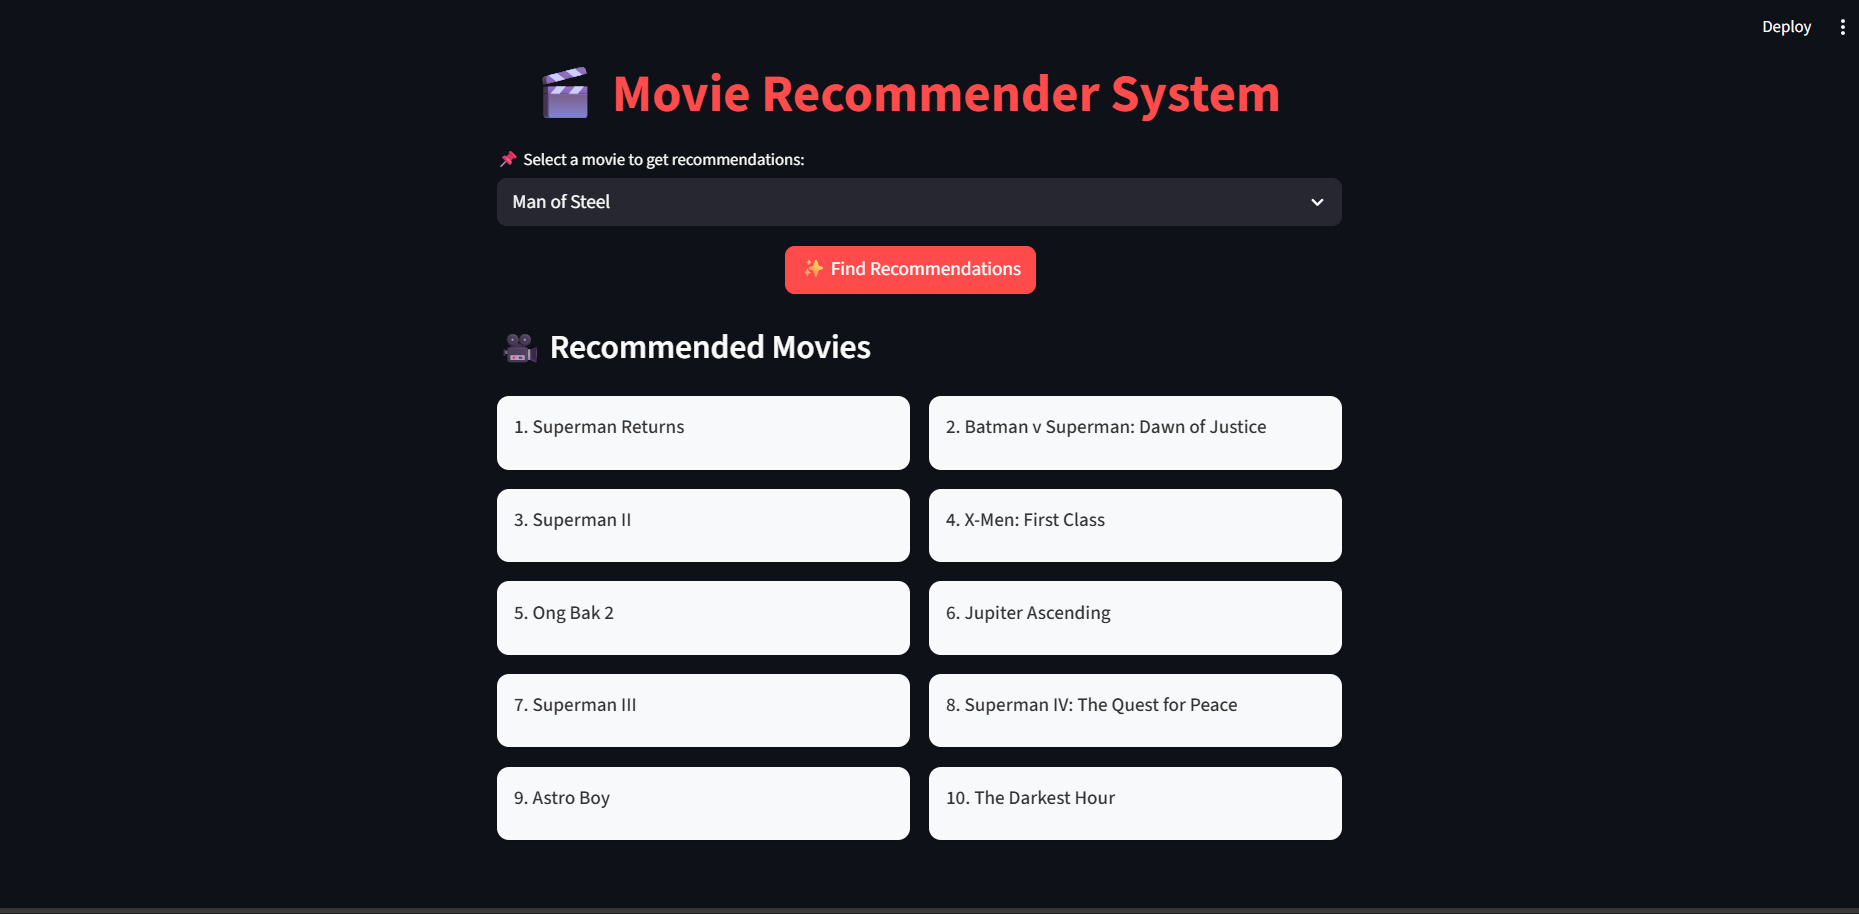 Deploy
Movie Recommender System
Select a movie to get recommendations:
Man of Steel
Find Recommendations
Recommended Movies
1. Superman Returns
2. Batman v Superman: Dawn of Justice
3. Superman II
4. X-Men: First Class
5. Ong Bak 2
6. Jupiter Ascending
7. Superman III
8. Superman IV: The Quest for Peace
9. Astro Boy
10. The Darkest Hour